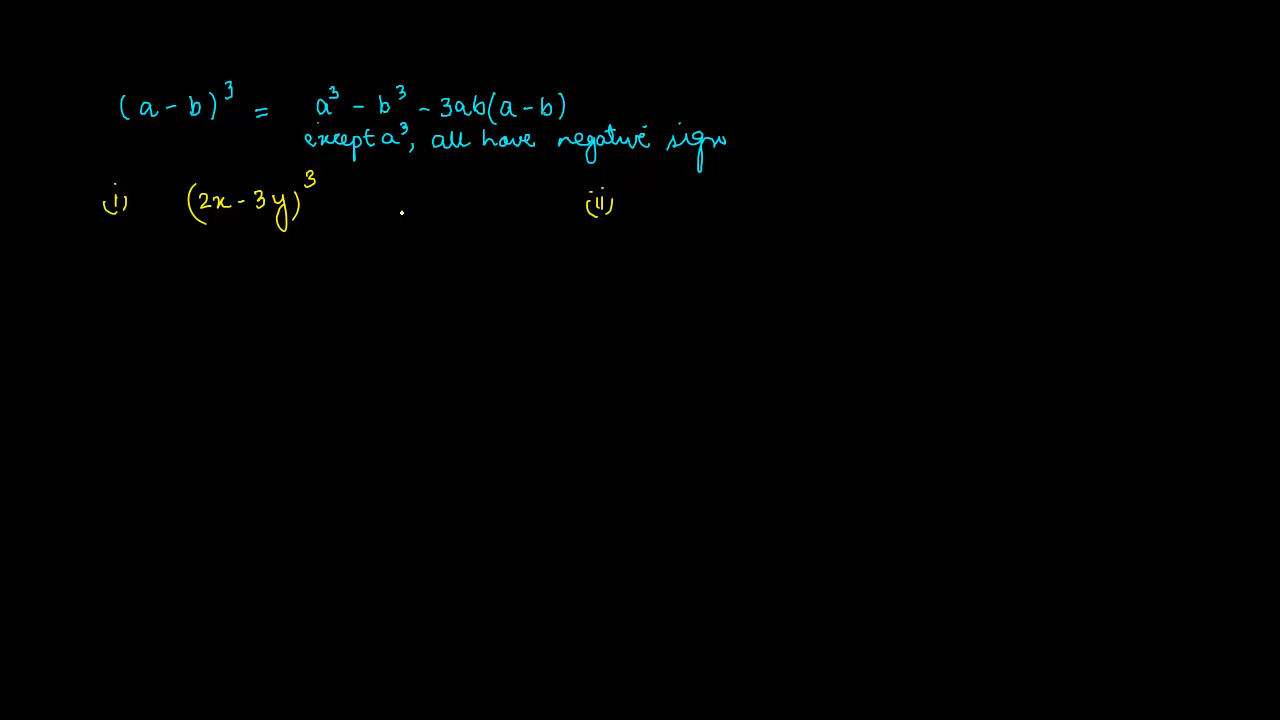 (a - b)³ = a³ - b³ - 3ab(a - b)
except a³, all have negative sign
(i) (2x - 3y)³ (ii)